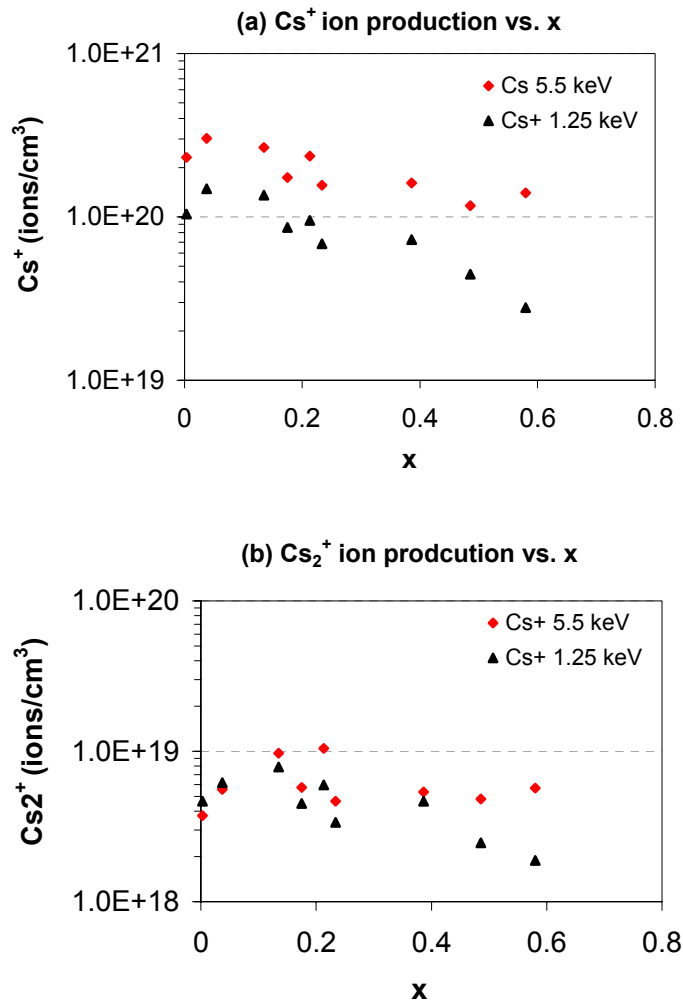 (a) Cs⁺ ion production vs. x
1.0E+21
1.0E+20
1.0E+19
Cs⁺ (ions/cm³)
Cs 5.5 keV
Cs+ 1.25 keV
0 0.2 0.4 0.6 0.8
x
(b) Cs₂⁺ ion prodcution vs. x
1.0E+20
1.0E+19
1.0E+18
Cs2⁺ (ions/cm³)
Cs+ 5.5 keV
Cs+ 1.25 keV
0 0.2 0.4 0.6 0.8
x